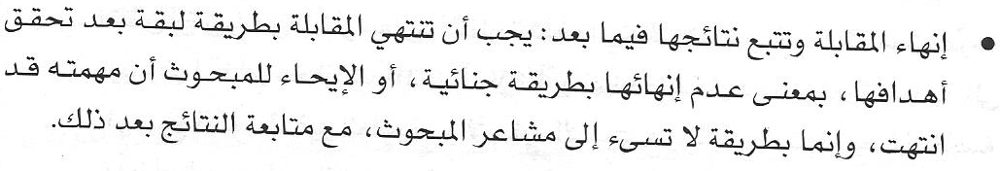 • إنهاء المقابلة وتتبع نتائجها فيما بعد: يجب أن تنتهي المقابلة بطريقة لبقة بعد تحقق
أهدافها، بمعنى عدم إنهائها بطريقة جنائية، أو الإيحاء للمبحوث أن مهمته قد
انتهت، وإنما بطريقة لا تسىء إلى مشاعر المبحوث، مع متابعة النتائج بعد ذلك.